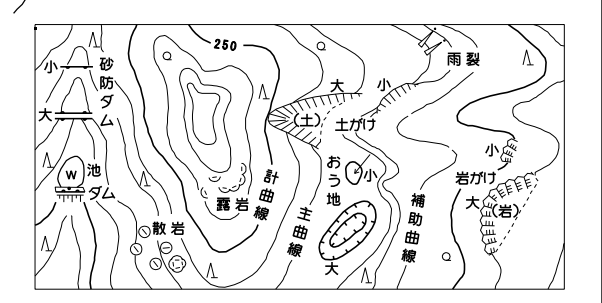 250
雨裂
小
砂防ダム
大
大
小
(土)
土がけ
小
池
ダム
W
おう地
小
岩がけ
大
(岩)
露岩
計曲線
主曲線
補助曲線
散岩
大